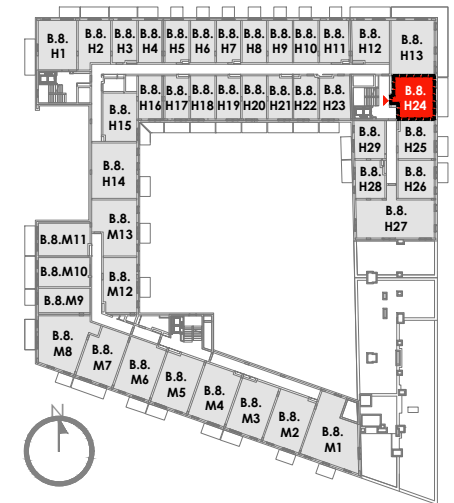 B.8.
H1
B.8.
H2
B.8.
H3
B.8.
H4
B.8.
H5
B.8.
H6
B.8.
H7
B.8.
H8
B.8.
H9
B.8.
H10
B.8.
H11
B.8.
H12
B.8.
H13
B.8.
H16
B.8.
H17
B.8.
H18
B.8.
H19
B.8.
H20
B.8.
H21
B.8.
H22
B.8.
H23
B.8.
H24
B.8.
H15
B.8.
H29
B.8.
H25
B.8.
H14
B.8.
H28
B.8.
H26
B.8.
H27
B.8.
M13
B.8.M11
B.8.M10
B.8.M9
B.8.
M12
B.8.
M8
B.8.
M7
B.8.
M6
B.8.
M5
B.8.
M4
B.8.
M3
B.8.
M2
B.8.
M1
N